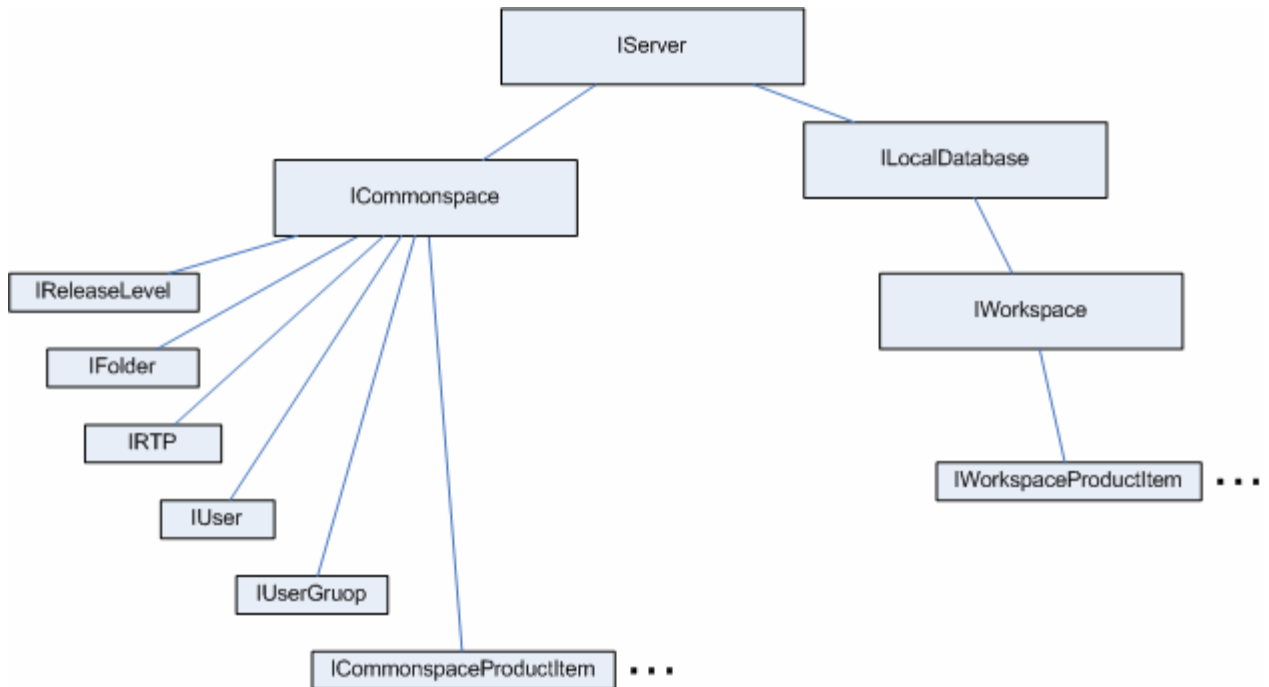 IServer
ILocalDatabase
ICommonspace
IReleaseLevel
IWorkspace
IFolder
IRTP
IWorkspaceProductItem ...
IUser
IUserGruop
ICommonspaceProductItem ...